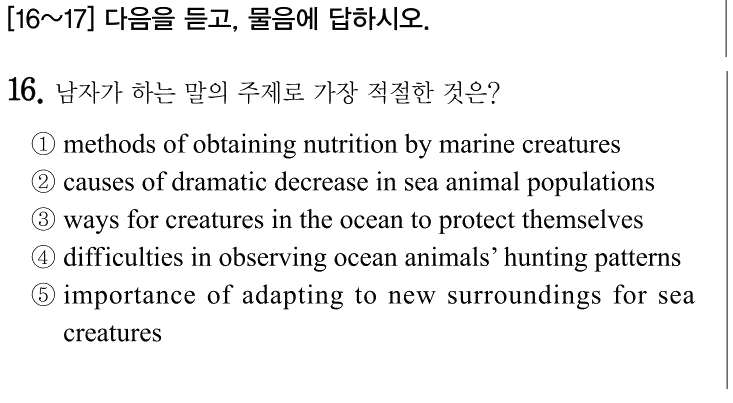 [16～17] 다음을 듣고, 물음에 답하시오.
16. 남자가 하는 말의 주제로 가장 적절한 것은?
① methods of obtaining nutrition by marine creatures
② causes of dramatic decrease in sea animal populations
③ ways for creatures in the ocean to protect themselves
④ difficulties in observing ocean animals’ hunting patterns
⑤ importance of adapting to new surroundings for sea
creatures